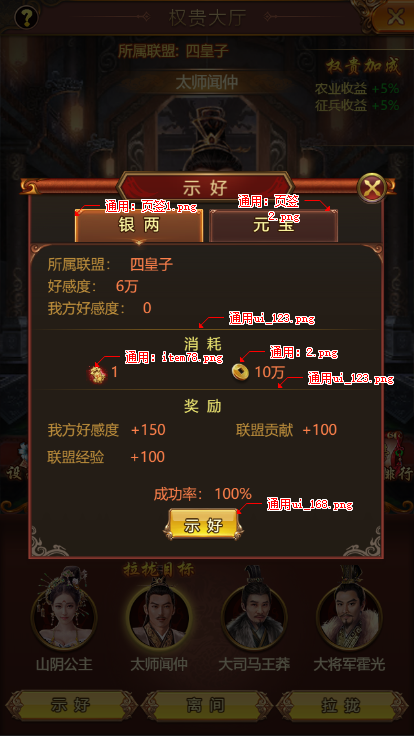 ?
权贵大厅
所属联盟: 四皇子
权贵加成
太师闻仲
农业收益 +5%
征兵收益 +5%
示好
通用: 页签1.png
通用: 页签2.png
银两
元宝
所属联盟: 四皇子
好感度: 6万
我方好感度: 0
通用ui_123.png
消耗
通用: item73.png
通用: 2.png
1
10万
通用ui_123.png
奖励
我方好感度 +150
联盟贡献 +100
联盟经验 +100
设
排行
成功率: 100%
通用ui_168.png
示好
拉拢目标
山阴公主
太师闻仲
大司马王莽
大将军霍光
示好
离间
拉拢